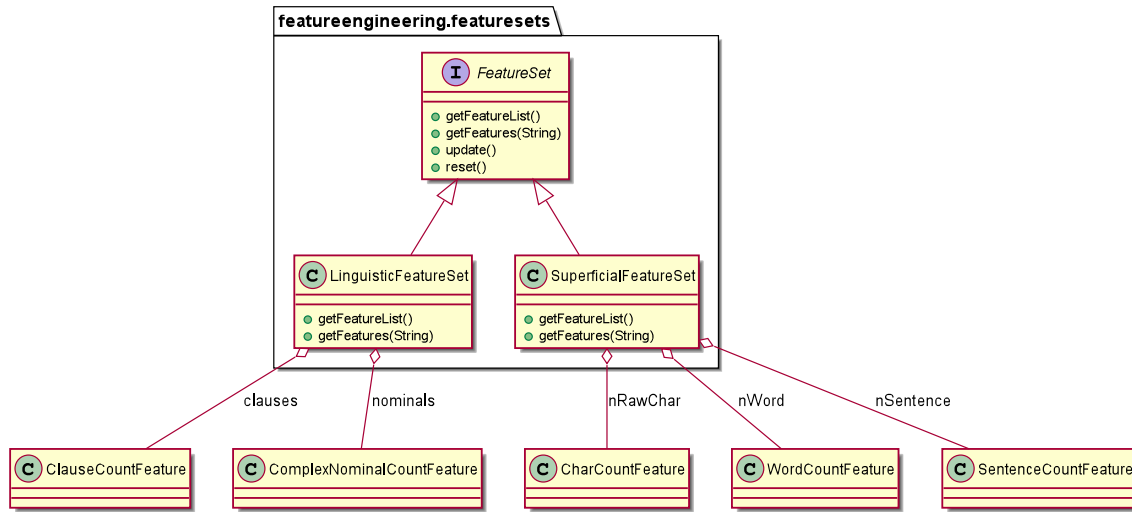 featureengineering.featuresets
I FeatureSet
getFeatureList()
getFeatures(String)
update()
reset()
C LinguisticFeatureSet
getFeatureList()
getFeatures(String)
C SuperficialFeatureSet
getFeatureList()
getFeatures(String)
clauses
nominals
nRawChar
nWord
nSentence
C ClauseCountFeature
C ComplexNominalCountFeature
C CharCountFeature
C WordCountFeature
C SentenceCountFeature